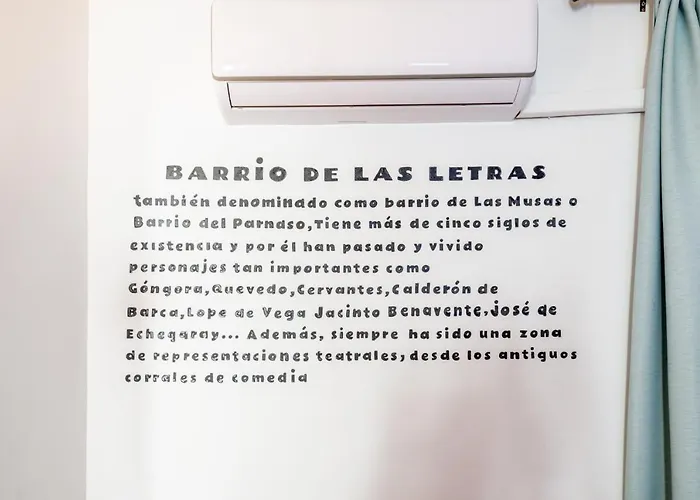 BARRIO DE LAS LETRAS
también denominado como barrio de Las Musas o
Barrio del Parnaso,Tiene más de cinco siglos de
existencia y por él han pasado y vivido
personajes tan importantes como
Góngora,Quevedo,Cervantes,Calderón de
Barca,Lope de Vega Jacinto Benavente,José de
Echegaray... Además, siempre ha sido una zona
de representaciones teatrales, desde los antiguos
corrales de comedia